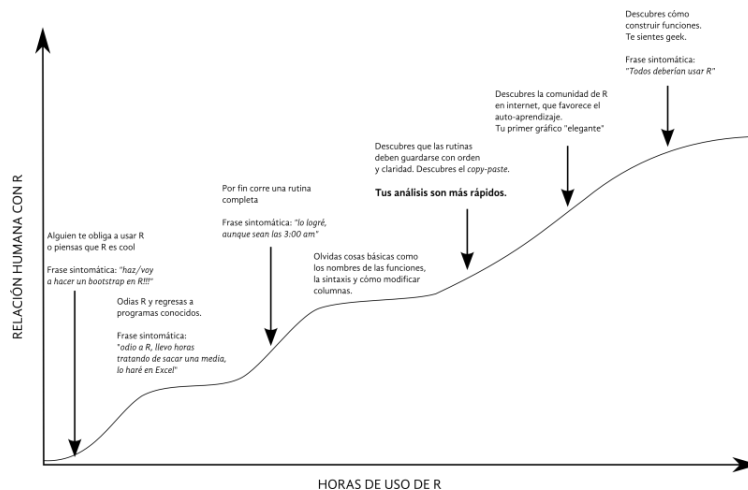 Descubres cómo
construir funciones.
Te sientes geek.
Frase sintomática:
"Todos deberían usar R"
Descubres la comunidad de R
en internet, que favorece el
auto-aprendizaje.
Tu primer gráfico "elegante"
Descubres que las rutinas
deben guardarse con orden
y claridad. Descubres el copy-paste.
Tus análisis son más rápidos.
Por fin corre una rutina
completa
Frase sintomática: "lo logré,
aunque sean las 3:00 am"
Alguien te obliga a usar R
o piensas que R es cool
Frase sintomática: "haz/voy
a hacer un bootstrap en R!!!"
Olvidas cosas básicas como
los nombres de las funciones,
la sintaxis y cómo modificar
columnas.
Odias R y regresas a
programas conocidos.
Frase sintomática:
"odio a R, llevo horas
tratando de sacar una media,
lo haré en Excel"
RELACIÓN HUMANA CON R
HORAS DE USO DE R